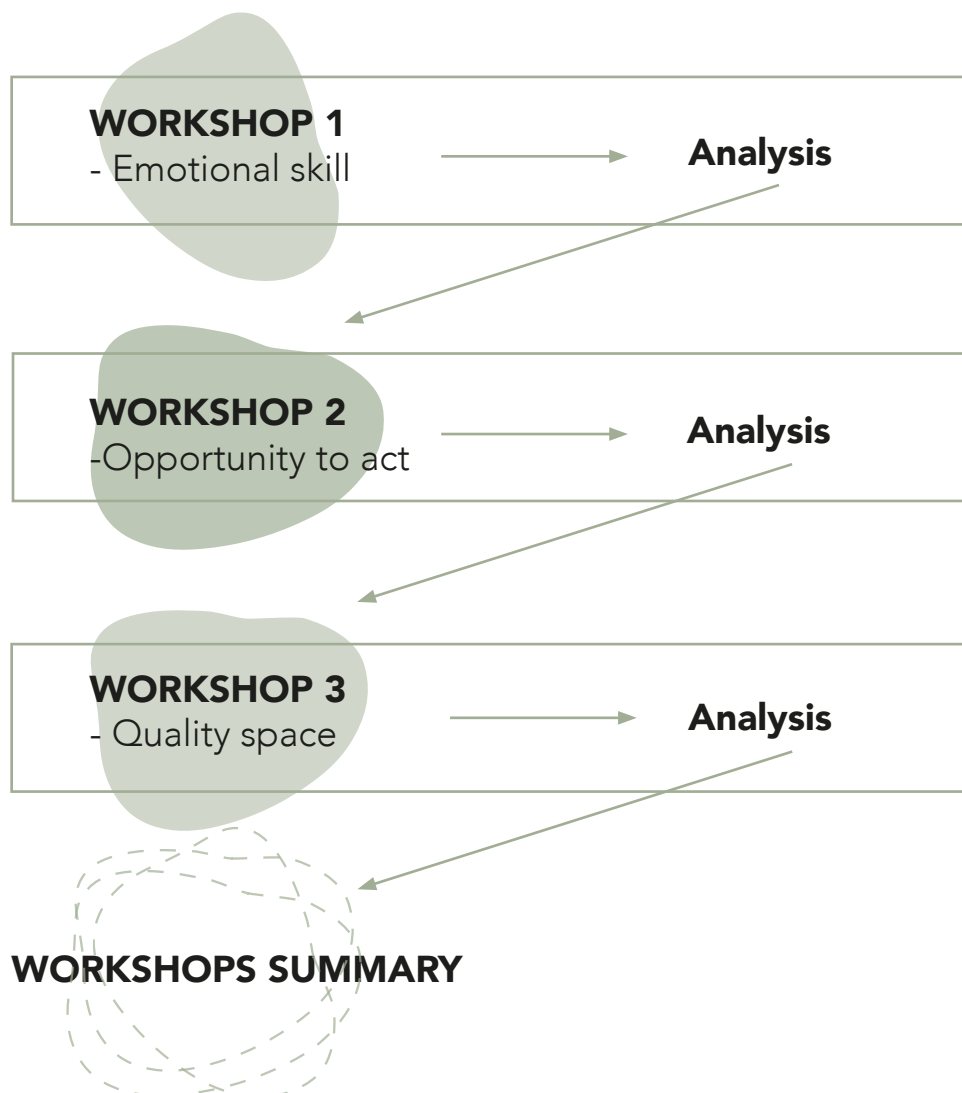 WORKSHOP 1
- Emotional skill
Analysis
WORKSHOP 2
-Opportunity to act
Analysis
WORKSHOP 3
- Quality space
Analysis
WORKSHOPS SUMMARY